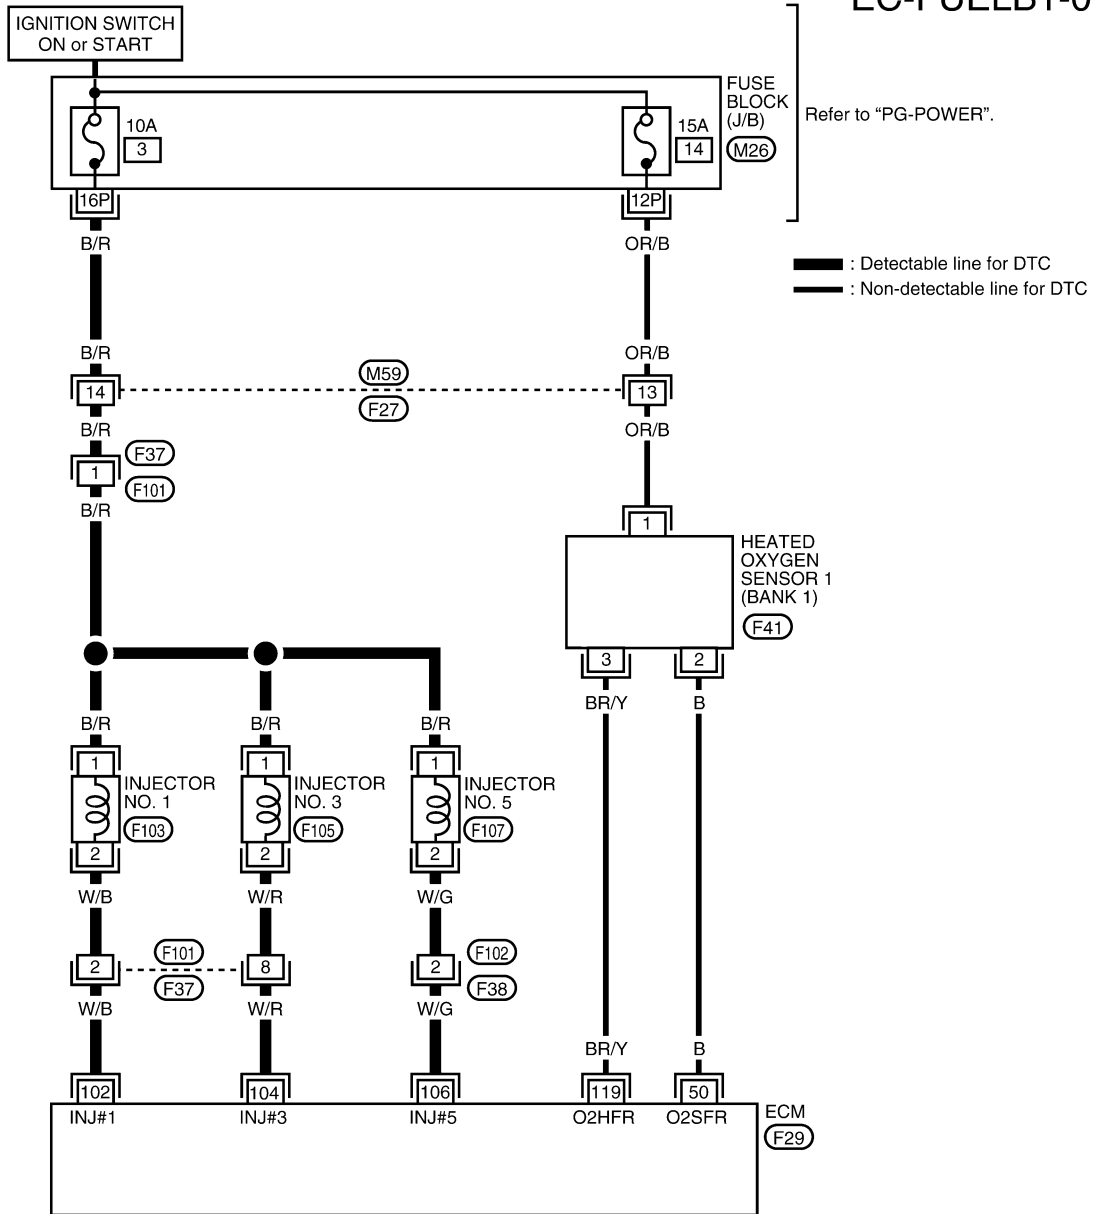 IGNITION SWITCH
ON or START
10A
3
15A
14
FUSE
BLOCK
(J/B)
M26
Refer to “PG-POWER”.
16P
12P
B/R
OR/B
: Detectable line for DTC
: Non-detectable line for DTC
B/R
OR/B
14
M59
F27
13
B/R
OR/B
1
F37
F101
B/R
1
HEATED
OXYGEN
SENSOR 1
(BANK 1)
F41
3
2
BR/Y
B
B/R
B/R
B/R
1
1
1
INJECTOR
NO. 1
F103
INJECTOR
NO. 3
F105
INJECTOR
NO. 5
F107
2
2
2
W/B
W/R
W/G
2
F101
F37
8
2
F102
F38
W/B
W/R
W/G
BR/Y
B
102
104
106
119
50
INJ#1
INJ#3
INJ#5
O2HFR
O2SFR
ECM
F29